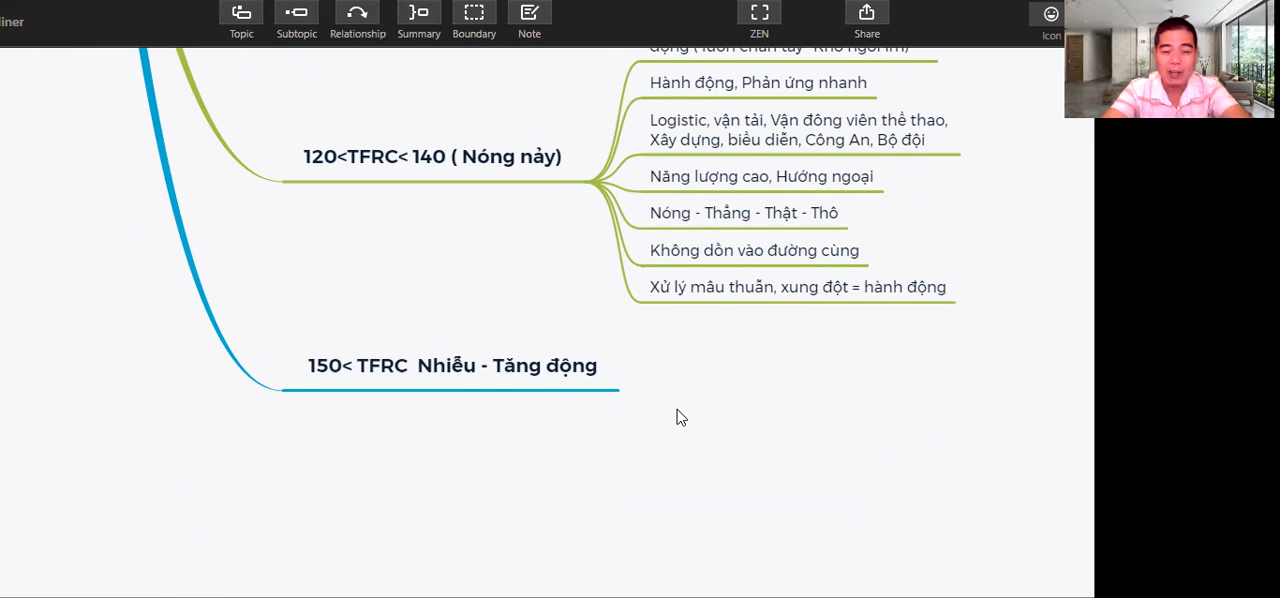 liner
Topic
Subtopic
Relationship
Summary
Boundary
Note
ZEN
Share
Icon
Hành động, Phản ứng nhanh
Logistic, vận tải, Vận đông viên thể thao,
Xây dựng, biểu diễn, Công An, Bộ đội
120<TFRC< 140 ( Nóng nảy)
Năng lượng cao, Hướng ngoại
Nóng - Thẳng - Thật - Thô
Không dồn vào đường cùng
Xử lý mâu thuẫn, xung đột = hành động
150< TFRC Nhiễu - Tăng động